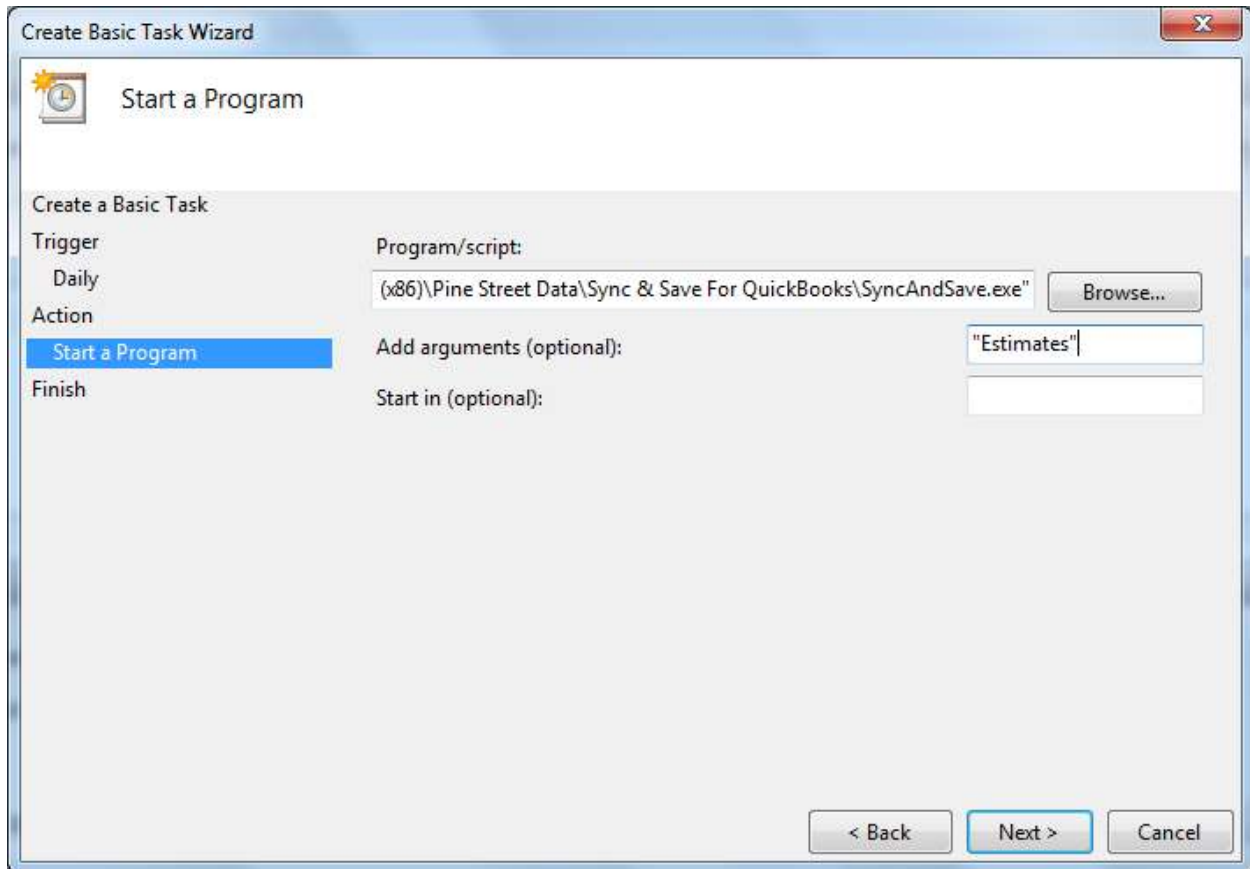 Create Basic Task Wizard
Start a Program
Create a Basic Task
Trigger
Daily
Action
Start a Program
Finish
Program/script:
(x86)\Pine Street Data\Sync & Save For QuickBooks\SyncAndSave.exe"
Browse...
Add arguments (optional):
"Estimates"
Start in (optional):
< Back
Next >
Cancel